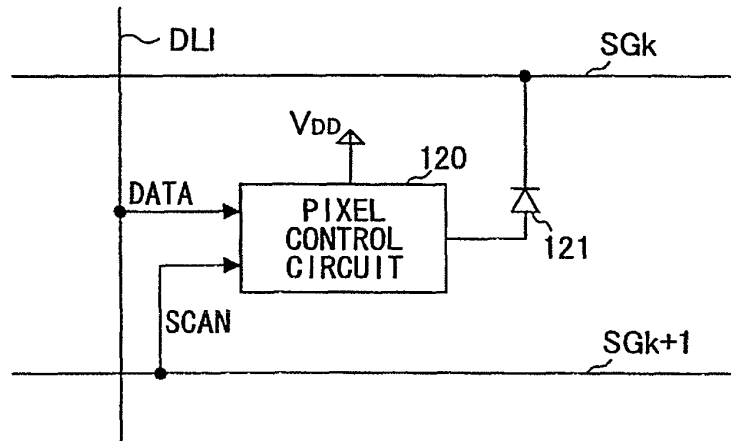 DLI
SGk
VDD
120
DATA
PIXEL
CONTROL
CIRCUIT
121
SCAN
SGk+1